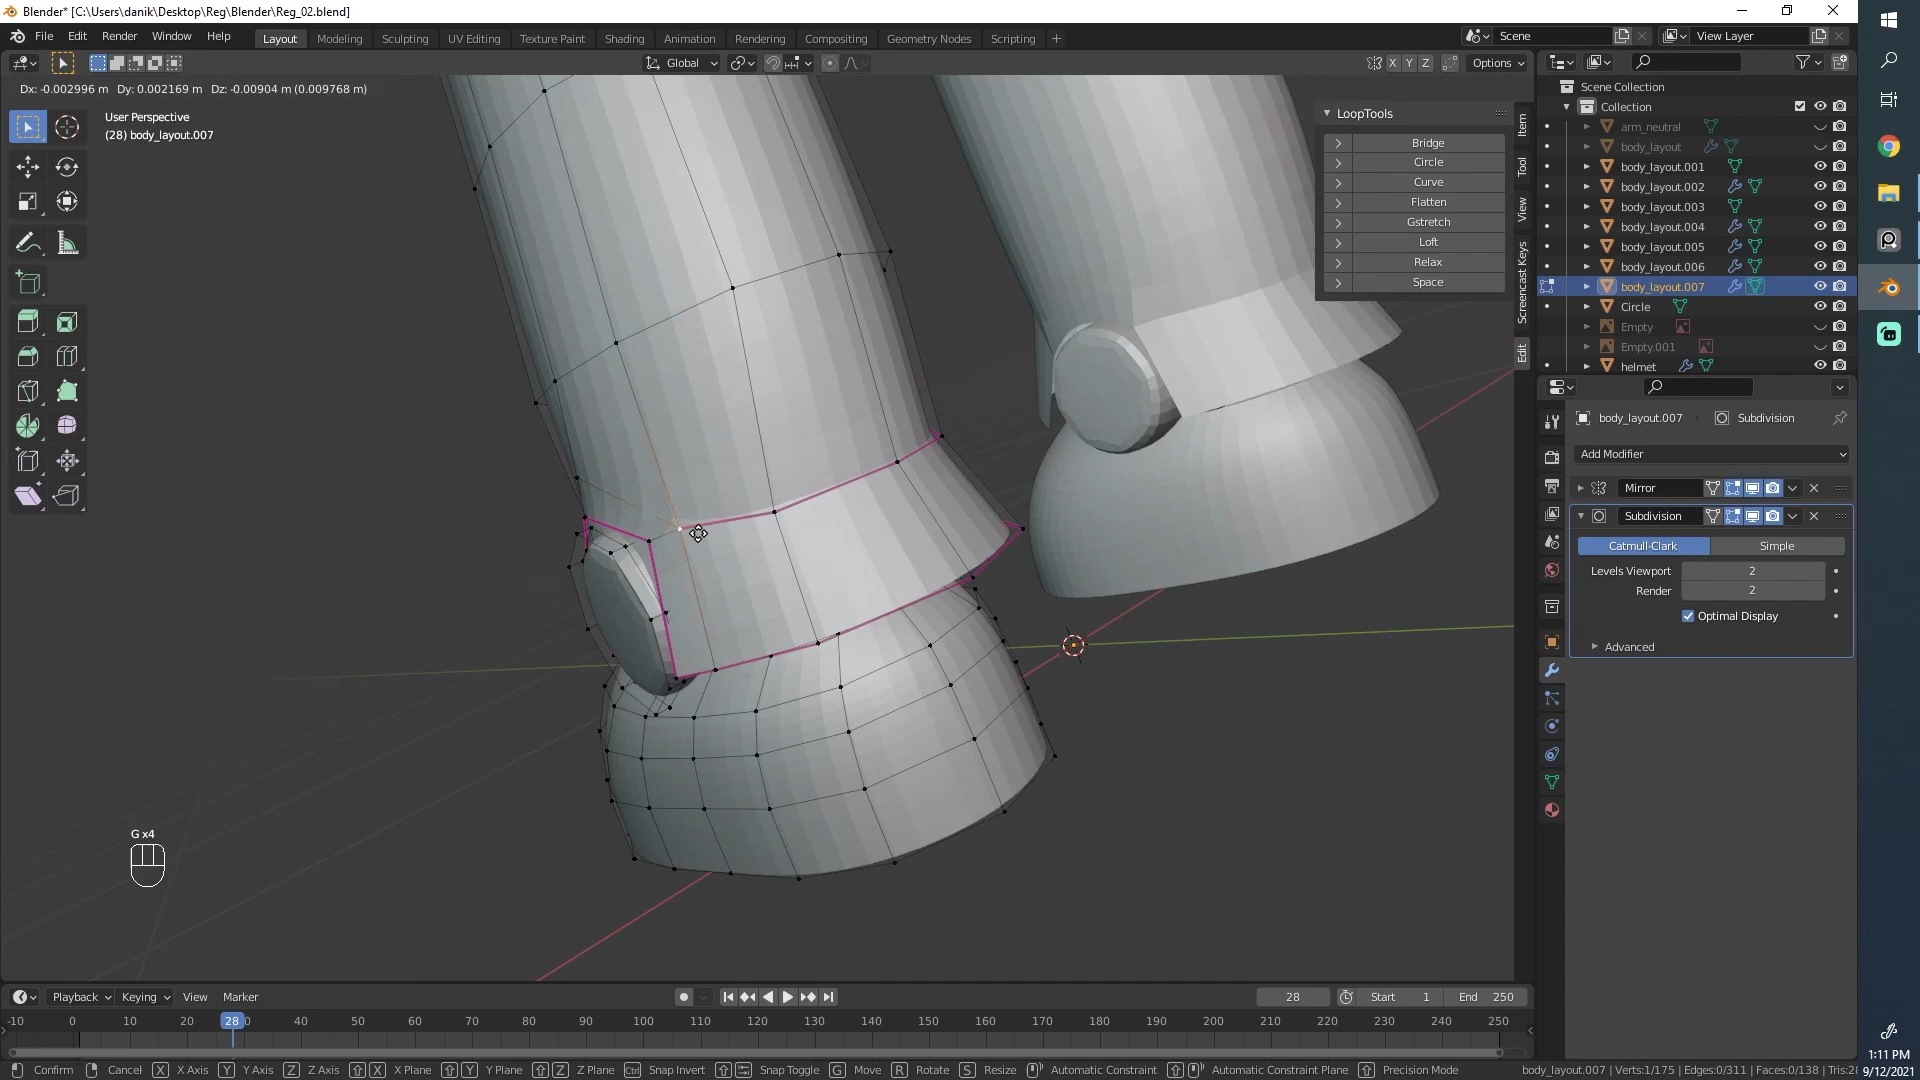 Blender* [C:\Users\danik\Desktop\Reg\Blender\Reg_02.blend]
File Edit Render Window Help Layout Modeling Sculpting UV Editing Texture Paint Shading Animation Rendering Compositing Geometry Nodes Scripting + Scene View Layer
Global X Y Z Options
Dx: -0.002996 m Dy: 0.002169 m Dz: -0.00904 m (0.009768 m)
User Perspective
(28) body_layout.007
LoopTools
Bridge
Circle
Curve
Flatten
Gstretch
Loft
Relax
Space
Item
Tool
View
Screencast Keys
Edit
Scene Collection
Collection
arm_neutral
body_layout
body_layout.001
body_layout.002
body_layout.003
body_layout.004
body_layout.005
body_layout.006
body_layout.007
Circle
Empty
Empty.001
helmet
body_layout.007 Subdivision
Add Modifier
Mirror
Subdivision
Catmull-Clark Simple
Levels Viewport 2
Render 2
Optimal Display
Advanced
G x4
Playback Keying View Marker 28 Start 1 End 250
-10 0 10 20 28 40 50 60 70 80 90 100 110 120 130 140 150 160 170 180 190 200 210 220 230 240 250
Confirm Cancel X X Axis Y Y Axis Z Z Axis X X Plane Y Y Plane Z Z Plane Ctrl Snap Invert Snap Toggle G Move R Rotate S Resize Automatic Constraint Automatic Constraint Plane Precision Mode body_layout.007 | Verts:1/175 | Edges:0/311 | Faces:0/138 | Tris:28
1:11 PM
9/12/2021